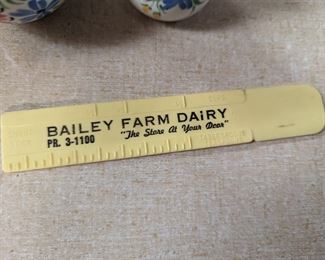 BAILEY FARM DAIRY
"The Store At Your Door"
PR. 3-1100